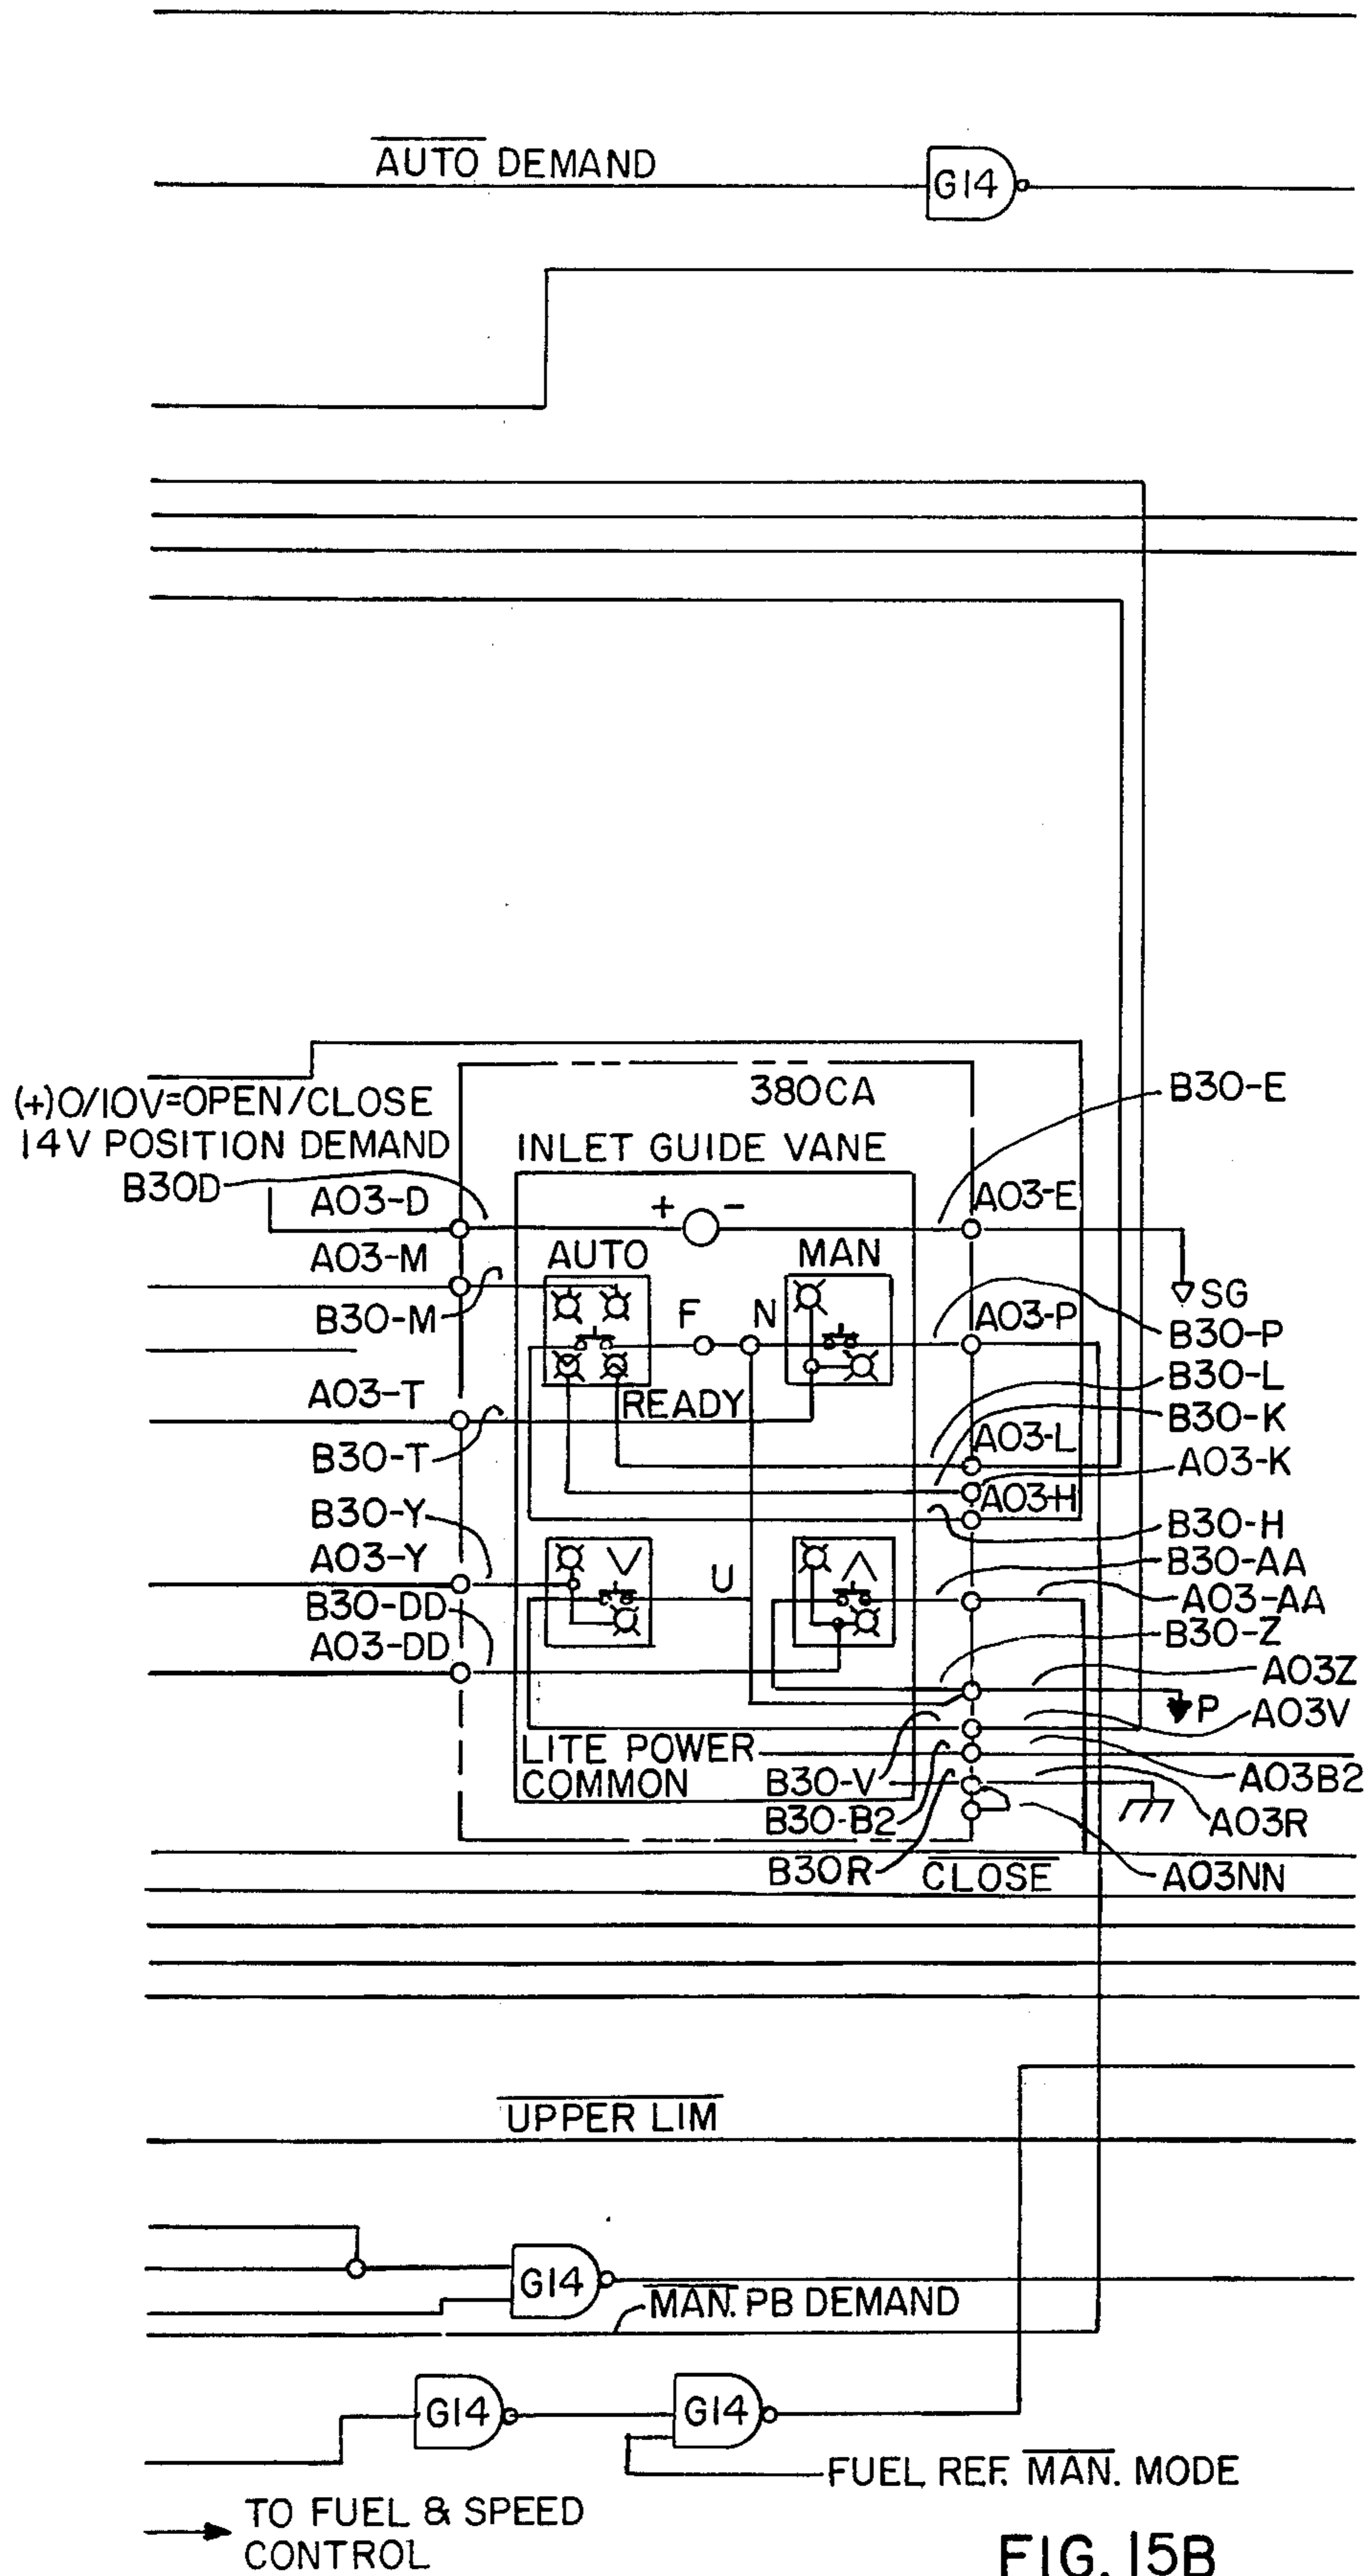 AUTO DEMAND
G14
(+)0/10V=OPEN/CLOSE
14V POSITION DEMAND
380CA
INLET GUIDE VANE
B30-E
B30D
A03-D
+ -
A03-E
A03-M
AUTO
MAN
SG
B30-M
F
N
A03-P
B30-P
B30-L
A03-T
READY
B30-K
B30-T
A03-L
A03-K
A03-H
B30-Y
B30-H
A03-Y
V
U
Λ
B30-AA
B30-DD
A03-AA
A03-DD
B30-Z
A03Z
P
A03V
LITE POWER
COMMON
B30-V
A03B2
B30-B2
A03R
B30R
CLOSE
A03NN
UPPER LIM
G14
MAN. PB DEMAND
G14
G14
FUEL REF. MAN. MODE
TO FUEL & SPEED
CONTROL
FIG. 15B